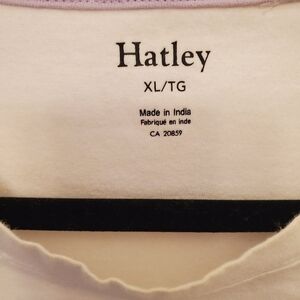 Hatley
XL/TG
Made in India
Fabriqué en inde
CA 20859